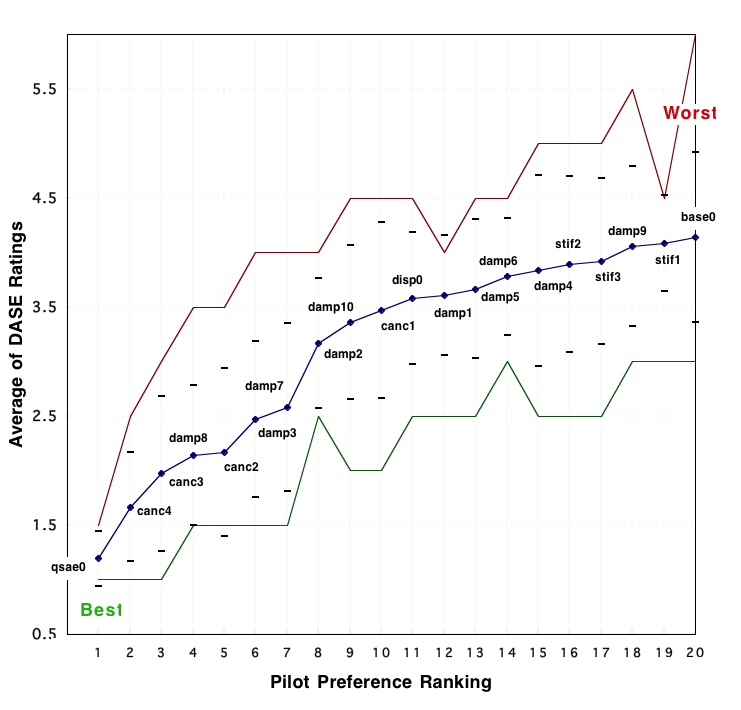 5.5
Worst
4.5
base0
damp9
stif2
stif1
damp6
stif3
disp0
damp4
damp5
3.5
damp10
damp1
canc1
damp2
damp7
2.5
damp8
damp3
canc2
canc3
canc4
1.5
qsae0
Best
0.5
1 2 3 4 5 6 7 8 9 10 11 12 13 14 15 16 17 18 19 20
Pilot Preference Ranking
Average of DASE Ratings